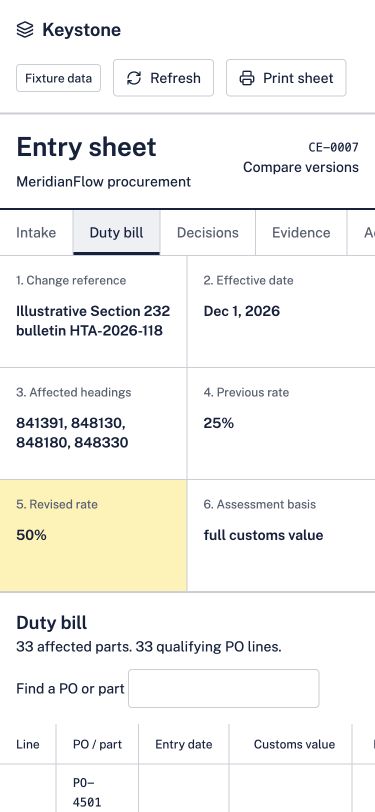 Keystone
Fixture data
Refresh
Print sheet
Entry sheet
CE-0007
MeridianFlow procurement
Compare versions
Intake
Duty bill
Decisions
Evidence
1. Change reference
Illustrative Section 232
bulletin HTA-2026-118
2. Effective date
Dec 1, 2026
3. Affected headings
841391, 848130,
848180, 848330
4. Previous rate
25%
5. Revised rate
50%
6. Assessment basis
full customs value
Duty bill
33 affected parts. 33 qualifying PO lines.
Find a PO or part
Line
PO / part
Entry date
Customs value
PO-
4501